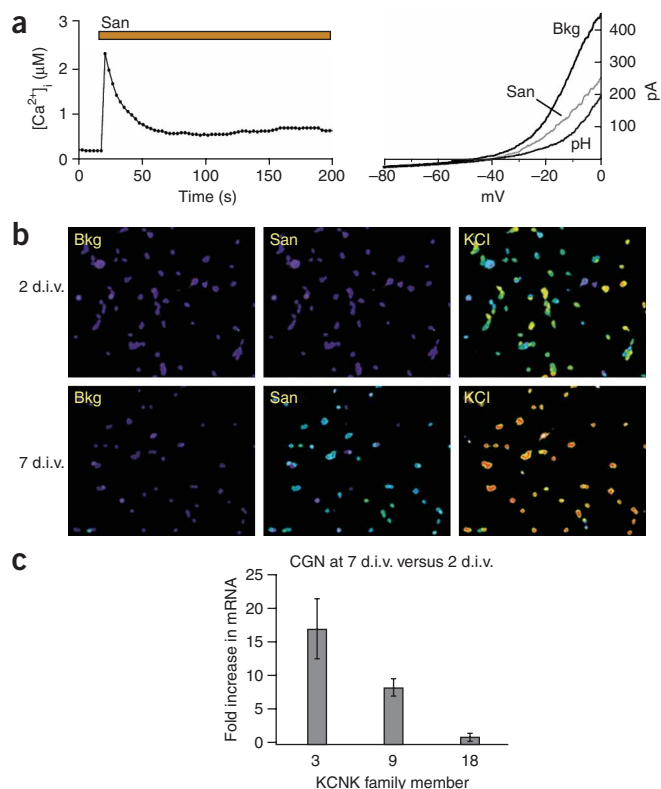 a
San
3
2
1
0
[Ca2+]i (μM)
0 50 100 150 200
Time (s)
Bkg
San
pH
400
300
200
100
pA
–80 –60 –40 –20 0
mV
b
2 d.i.v.
Bkg
San
KCl
7 d.i.v.
Bkg
San
KCl
c
CGN at 7 d.i.v. versus 2 d.i.v.
Fold increase in mRNA
25
20
15
10
5
0
3 9 18
KCNK family member